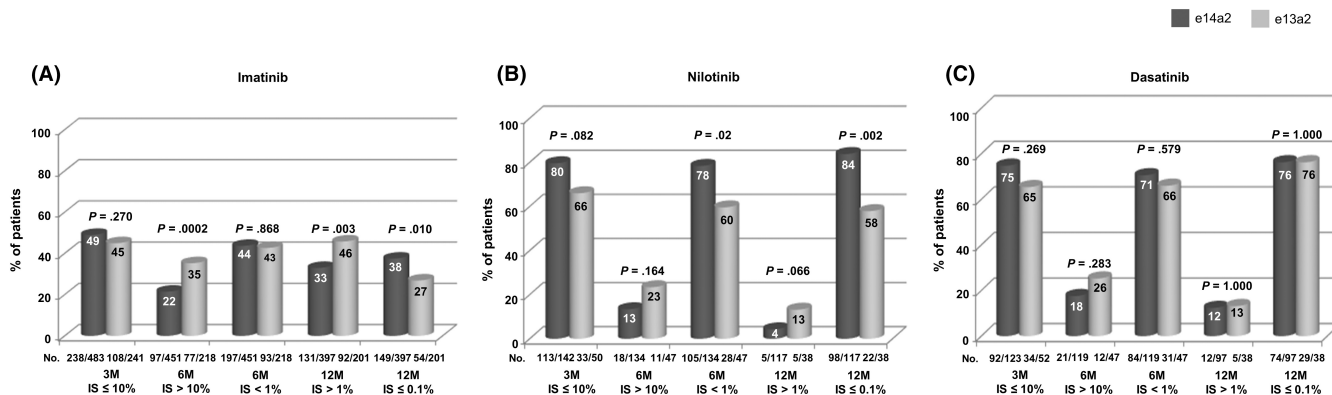 e14a2 e13a2
(A) Imatinib
% of patients
100
80
60
40
20
0
P = .270
P = .0002
P = .868
P = .003
P = .010
49 45
22 35
44 43
33 46
38 27
No. 238/483 108/241 97/451 77/218 197/451 93/218 131/397 92/201 149/397 54/201
3M 6M 6M 12M 12M
IS ≤ 10% IS > 10% IS < 1% IS > 1% IS ≤ 0.1%
(B) Nilotinib
% of patients
100
80
60
40
20
0
P = .082
P = .164
P = .02
P = .066
P = .002
80 66
13 23
78 60
4 13
84 58
No. 113/142 33/50 18/134 11/47 105/134 28/47 5/117 5/38 98/117 22/38
3M 6M 6M 12M 12M
IS ≤ 10% IS > 10% IS < 1% IS > 1% IS ≤ 0.1%
(C) Dasatinib
% of patients
100
80
60
40
20
0
P = .269
P = .283
P = .579
P = 1.000
P = 1.000
75 65
18 26
71 66
12 13
76 76
No. 92/123 34/52 21/119 12/47 84/119 31/47 12/97 5/38 74/97 29/38
3M 6M 6M 12M 12M
IS ≤ 10% IS > 10% IS < 1% IS > 1% IS ≤ 0.1%